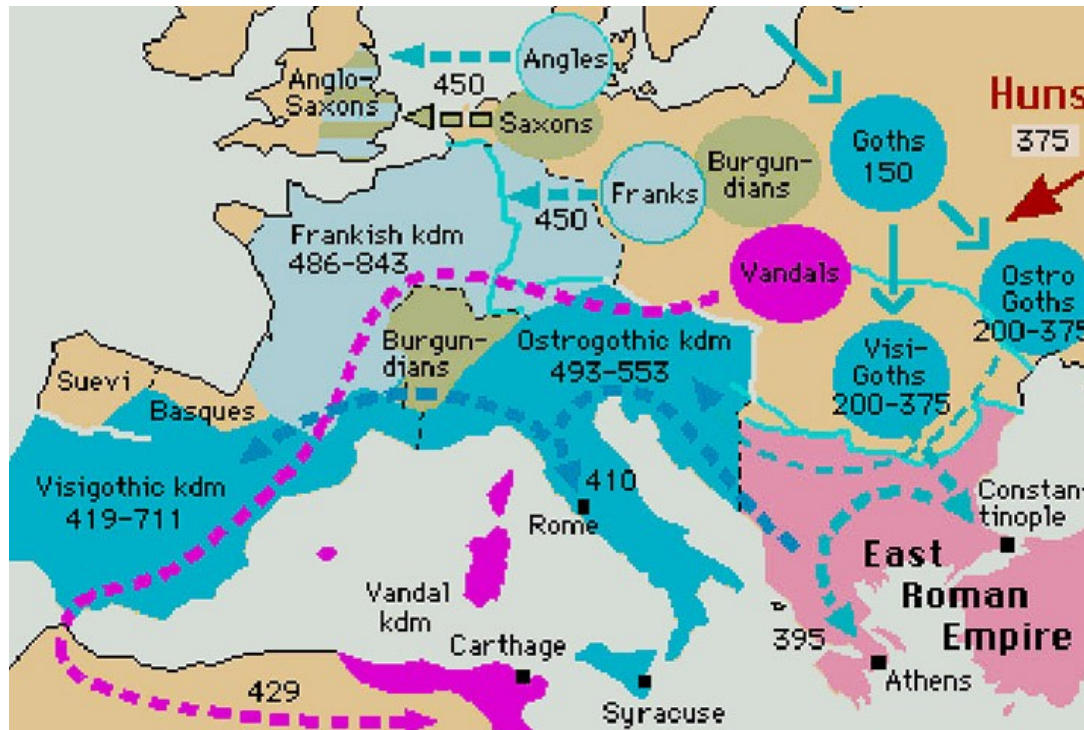 Angles
450
Anglo-
Saxons
Saxons
Huns
375
Goths
150
Burgun-
dians
Franks
450
Frankish kdm
486-843
Vandals
Ostro
Goths
200-375
Visi-
Goths
200-375
Burgun-
dians
Ostrogothic kdm
493-553
Suevi
Basques
Visigothic kdm
419-711
410
Rome
Constan-
tinople
East
Roman
Empire
Vandal
kdm
Carthage
395
Athens
429
Syracuse